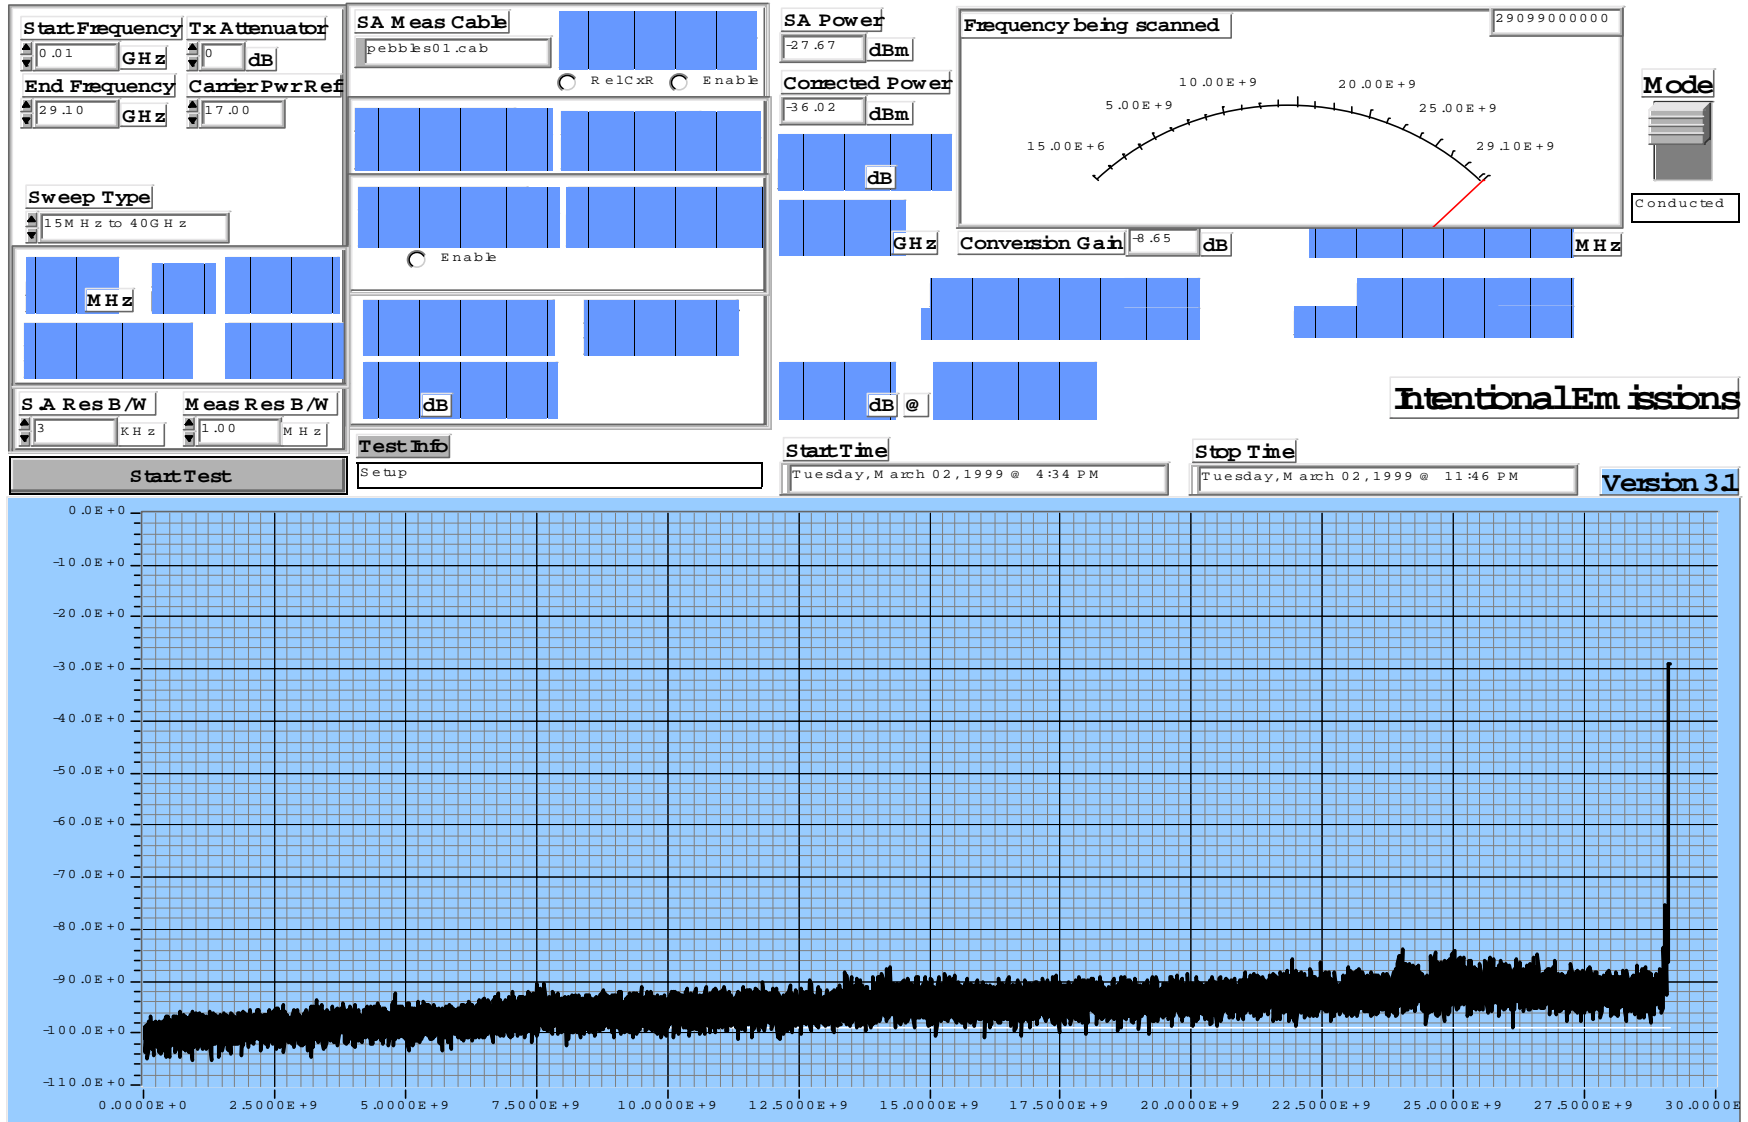 Start Frequency
0.01 GHz
Tx Attenuator
0 dB
End Frequency
29.10 GHz
Carrier Pwr Ref
17.00
Sweep Type
15MHz to 40GHz
MHz
S.A Res B/W
3 KHz
Meas Res B/W
1.00 MHz
Start Test
SA Meas Cable
pebbles01.cab
RelCxR Enable
Enable
dB
Test Info
Setup
SA Power
-27.67 dBm
Corrected Power
-36.02 dBm
dB
GHz
dB @
Frequency being scanned
29099000000
15.00E+6
5.00E+9
10.00E+9
20.00E+9
25.00E+9
29.10E+9
Conversion Gain -8.65 dB
MHz
Mode
Conducted
Intentional Emissions
Start Time
Tuesday, March 02, 1999 @ 4:34 PM
Stop Time
Tuesday, March 02, 1999 @ 11:46 PM
Version 3.1
0.0E+0
-10.0E+0
-20.0E+0
-30.0E+0
-40.0E+0
-50.0E+0
-60.0E+0
-70.0E+0
-80.0E+0
-90.0E+0
-100.0E+0
-110.0E+0
0.0000E+0 2.5000E+9 5.0000E+9 7.5000E+9 10.0000E+9 12.5000E+9 15.0000E+9 17.5000E+9 20.0000E+9 22.5000E+9 25.0000E+9 27.5000E+9 30.0000E